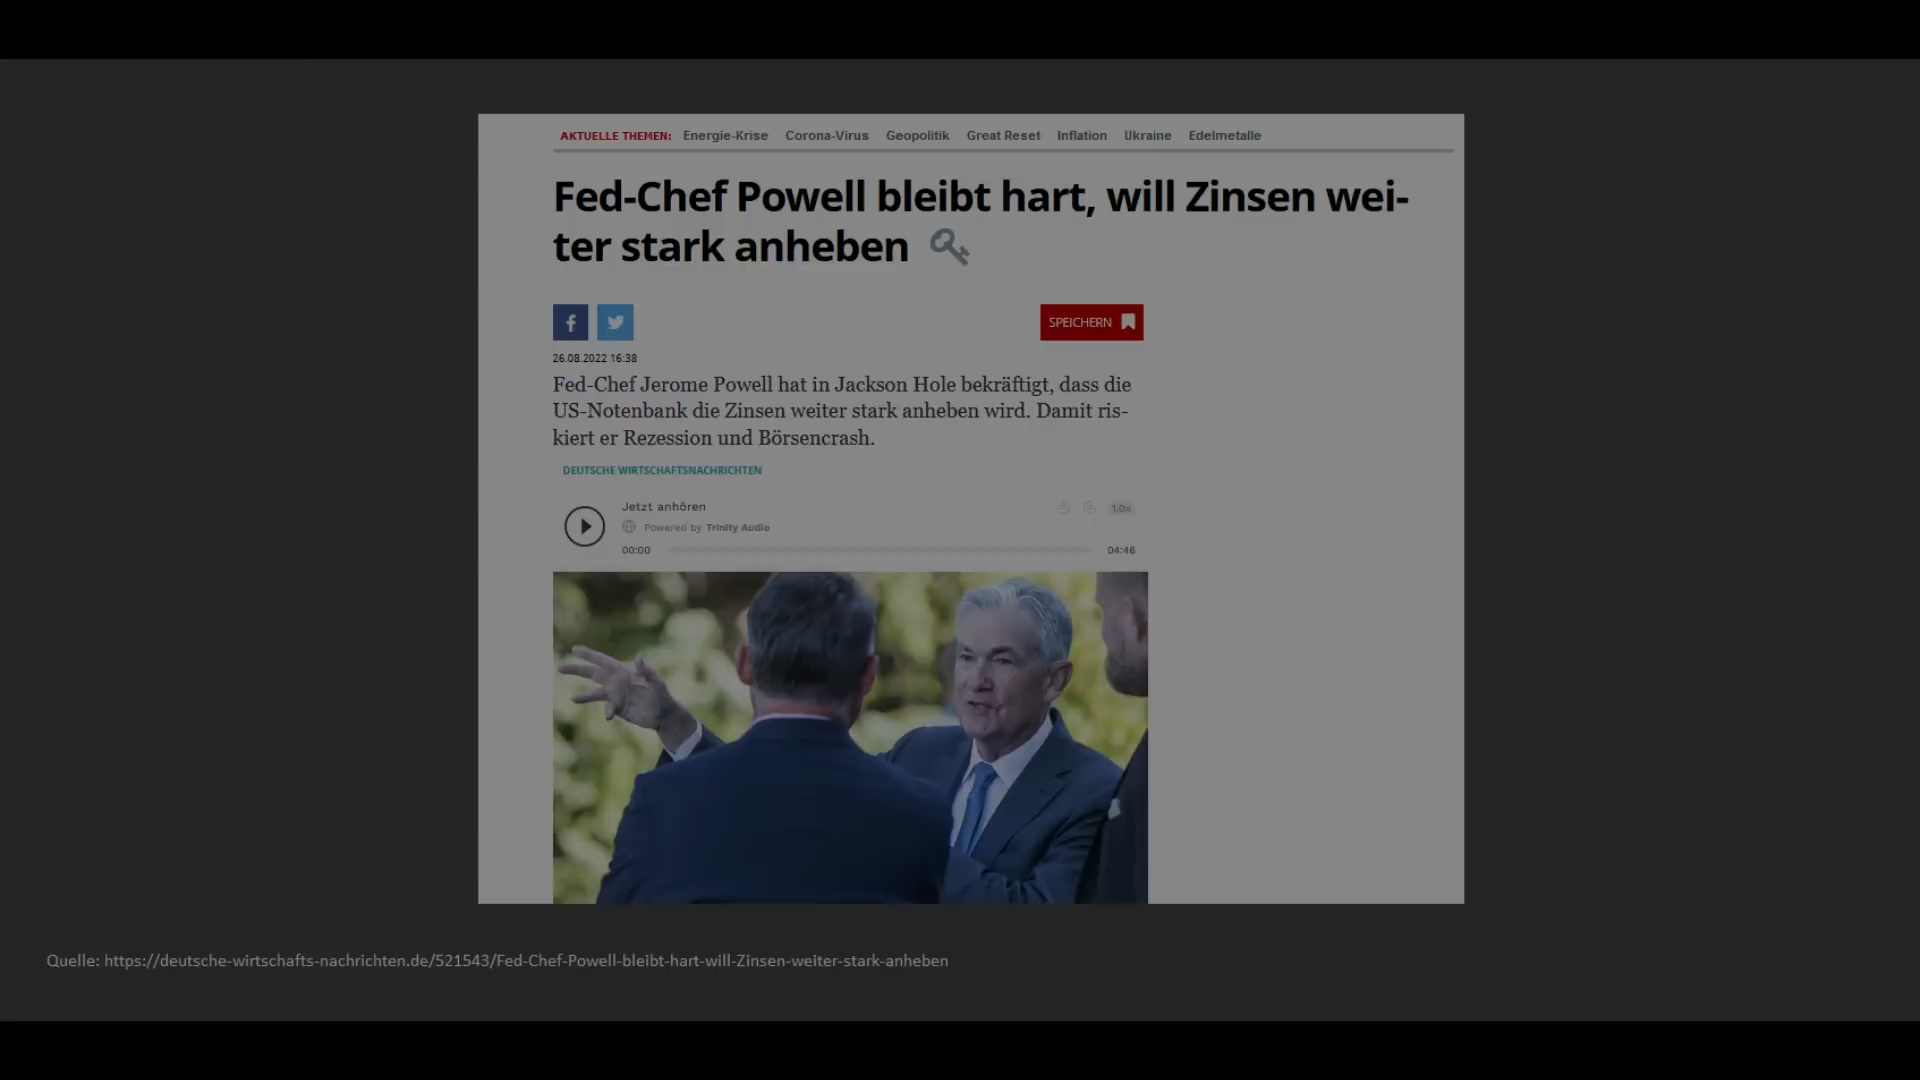 AKTUELLE THEMEN: Energie-Krise Corona-Virus Geopolitik Great Reset Inflation Ukraine Edelmetalle
Fed-Chef Powell bleibt hart, will Zinsen wei-
ter stark anheben
SPEICHERN
26.08.2022 16:38
Fed-Chef Jerome Powell hat in Jackson Hole bekräftigt, dass die
US-Notenbank die Zinsen weiter stark anheben wird. Damit ris-
kiert er Rezession und Börsencrash.
DEUTSCHE WIRTSCHAFTSNACHRICHTEN
Jetzt anhören
1.0x
Powered by Trinity Audio
00:00 04:46
Quelle: https://deutsche-wirtschafts-nachrichten.de/521543/Fed-Chef-Powell-bleibt-hart-will-Zinsen-weiter-stark-anheben